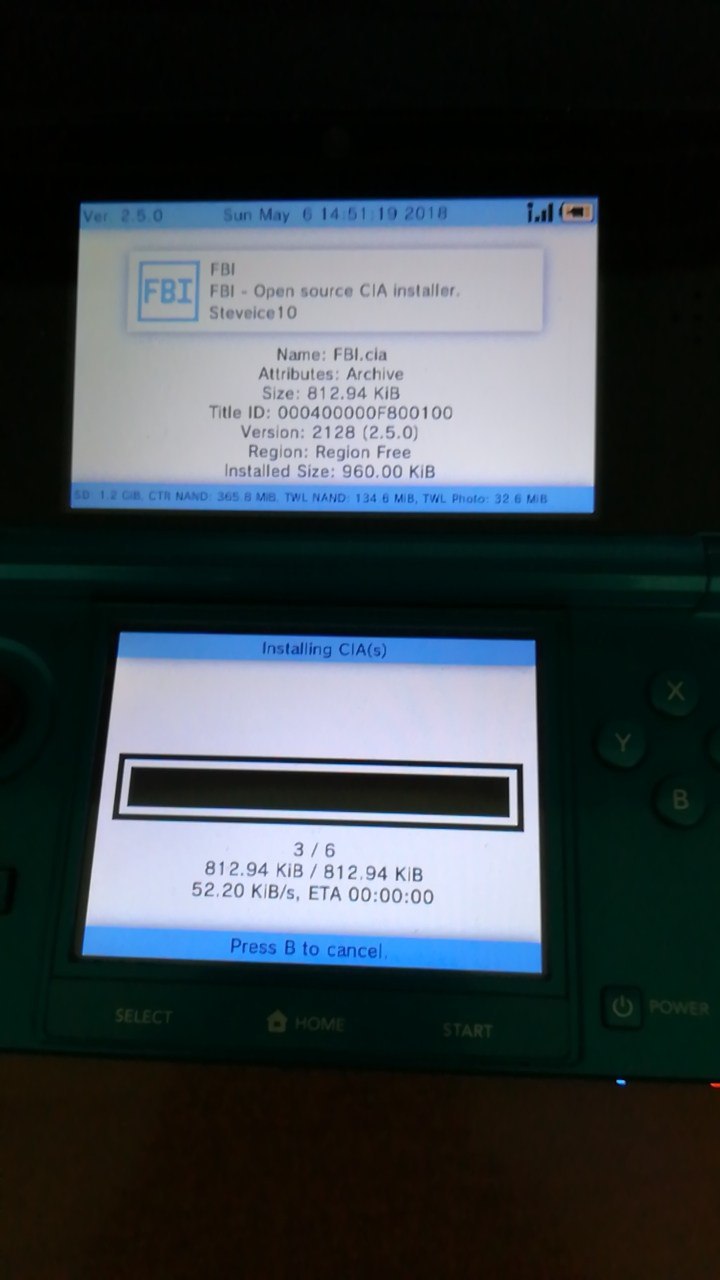 Ver. 2.5.0 Sun May 6 14:51:19 2018
FBI
FBI
FBI - Open source CIA installer.
Steveice10
Name: FBI.cia
Attributes: Archive
Size: 812.94 KiB
Title ID: 000400000F800100
Version: 2128 (2.5.0)
Region: Region Free
Installed Size: 960.00 KiB
SD: 1.2 GiB, CTR NAND: 365.8 MiB, TWL NAND: 134.6 MiB, TWL Photo: 32.6 MiB
Installing CIA(s)
3 / 6
812.94 KiB / 812.94 KiB
52.20 KiB/s, ETA 00:00:00
Press B to cancel.
X
Y
B
SELECT HOME START POWER